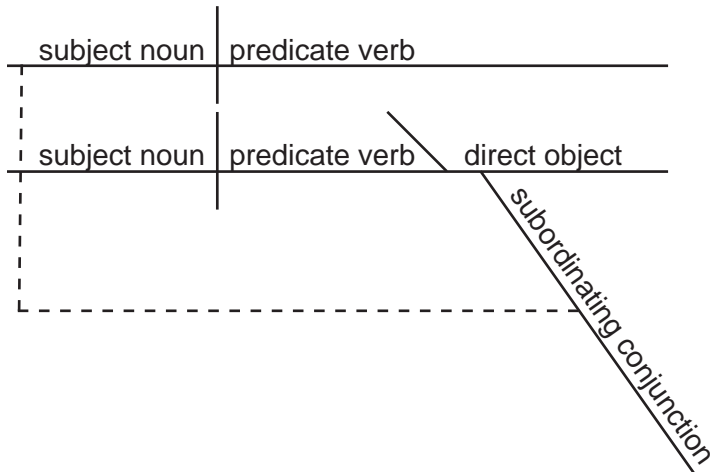 subject noun predicate verb
subject noun predicate verb direct object
subordinating conjunction